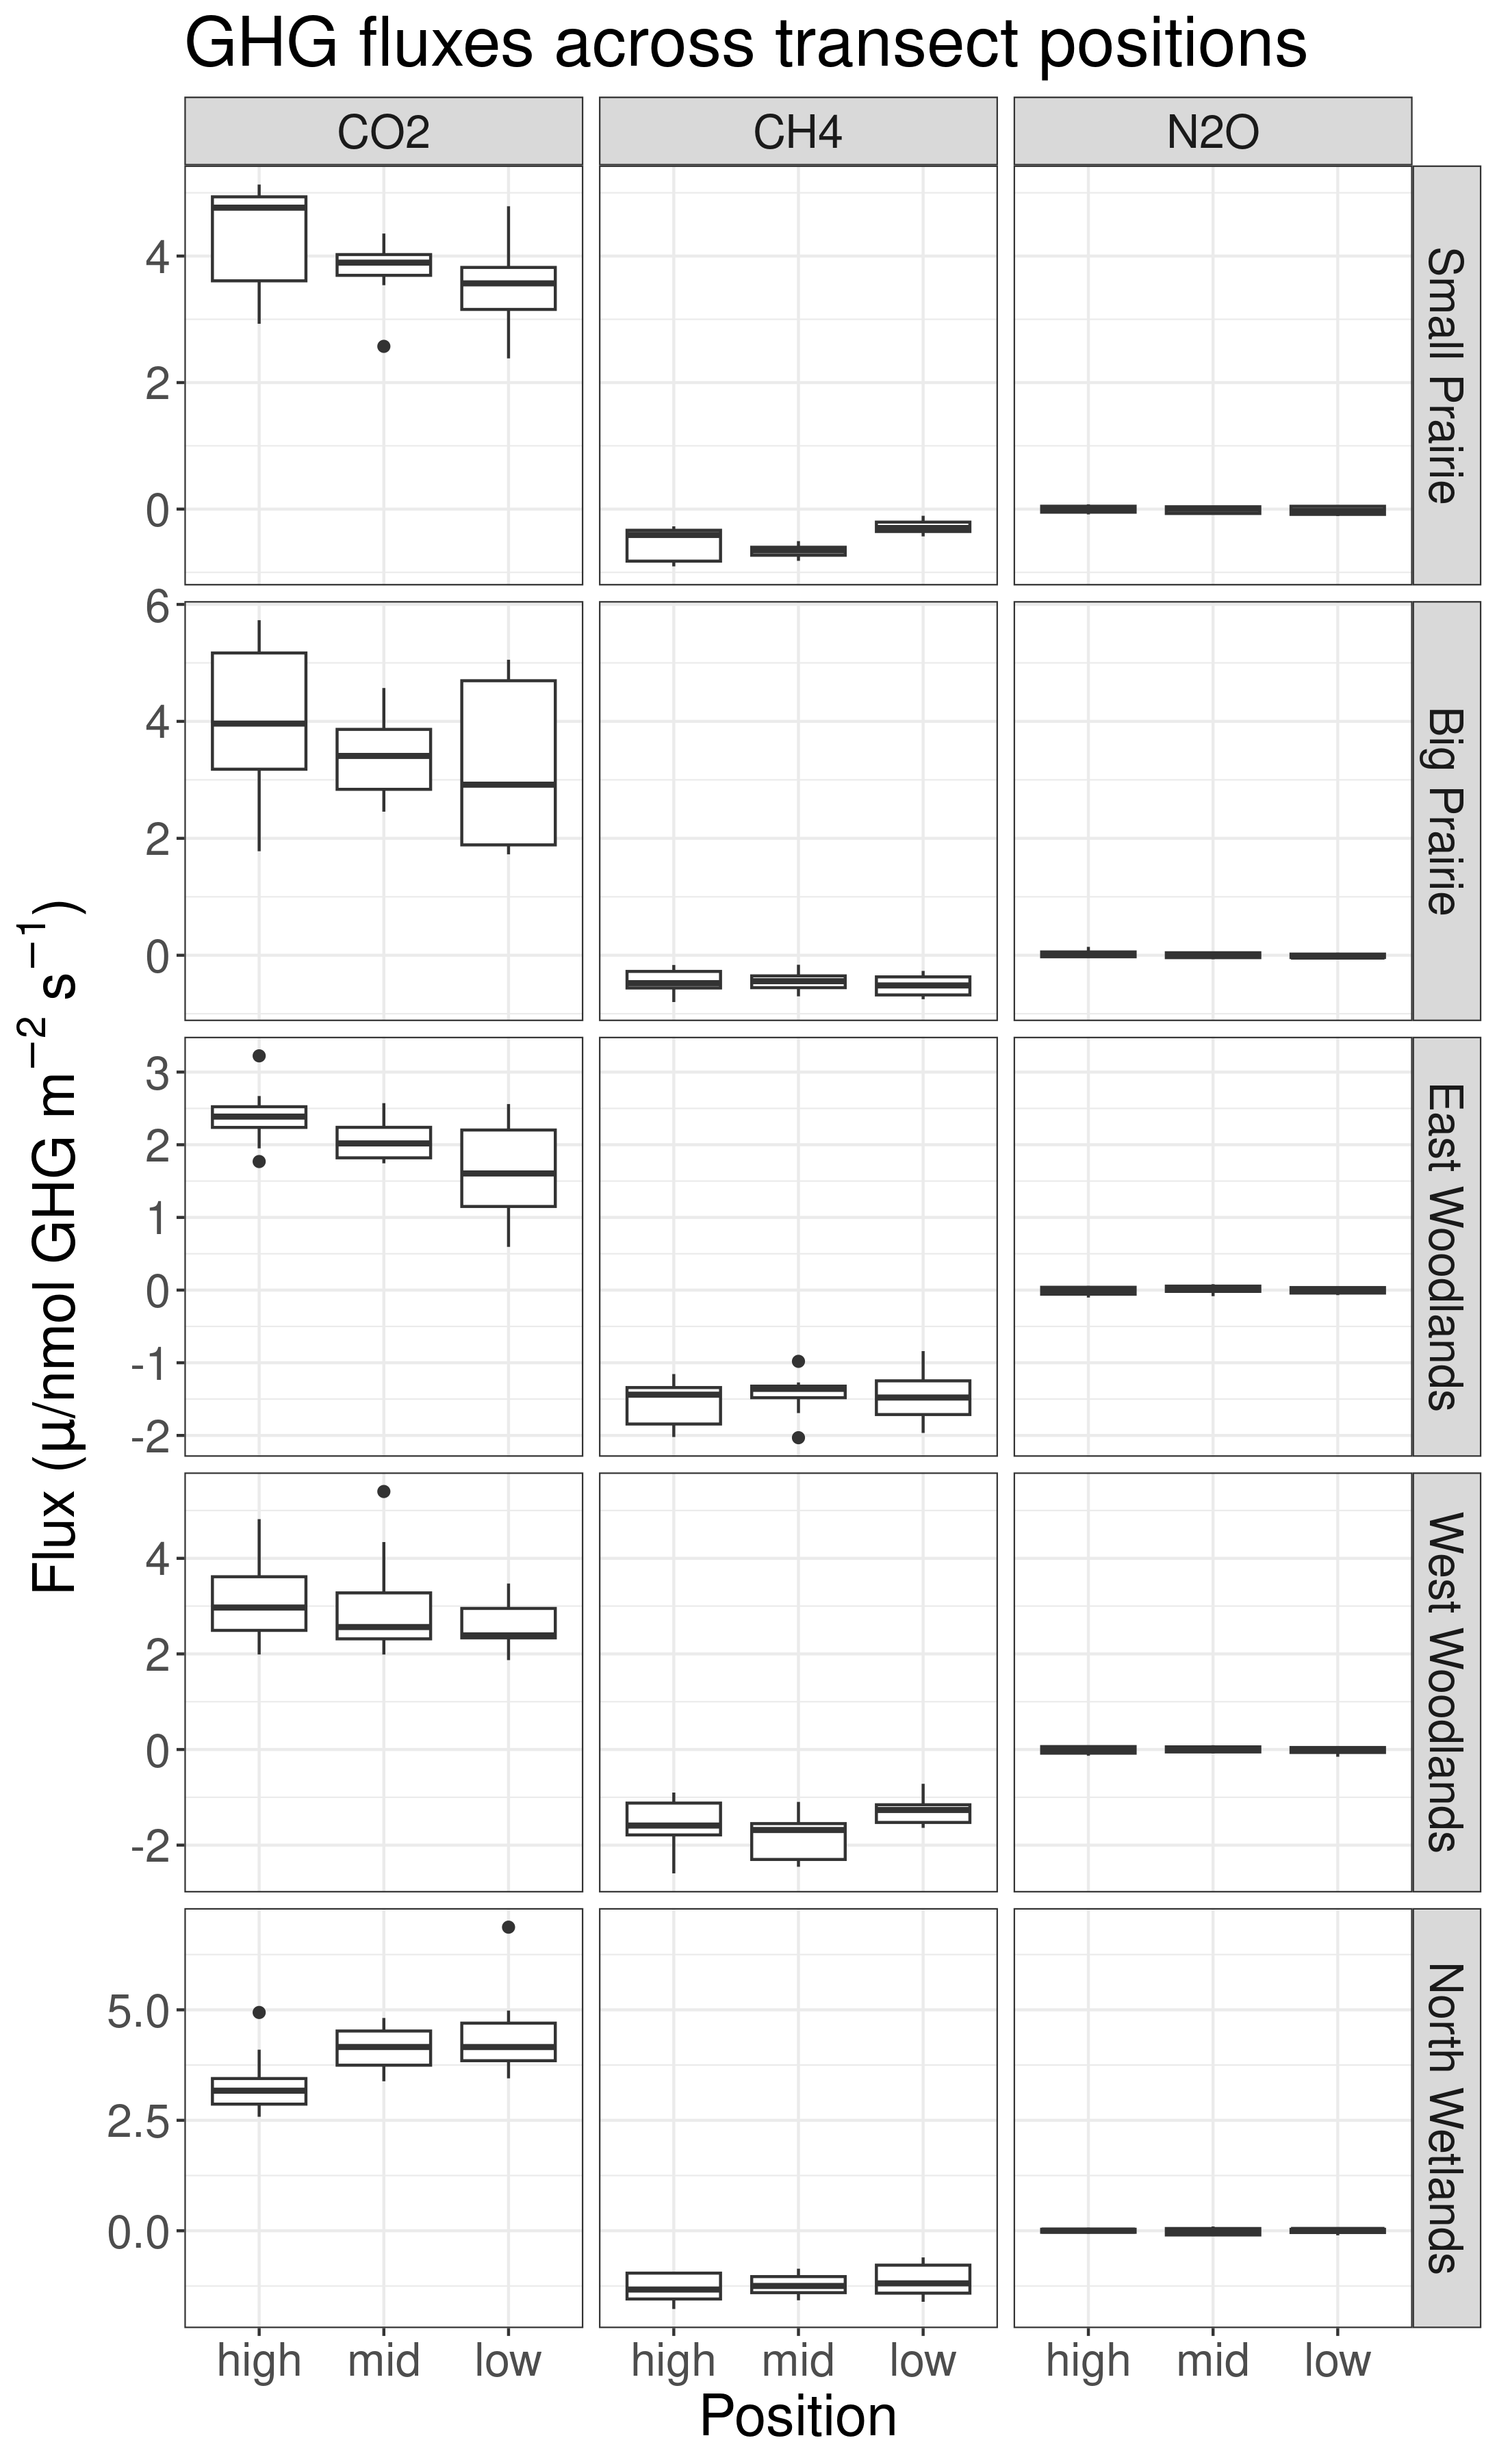 GHG fluxes across transect positions
CO2
CH4
N2O
4
2
0
Small Prairie
6
4
2
0
Big Prairie
3
2
1
0
-1
-2
East Woodlands
4
2
0
-2
West Woodlands
5.0
2.5
0.0
North Wetlands
Flux (µ/nmol GHG m⁻² s⁻¹)
high mid low
high mid low
high mid low
Position